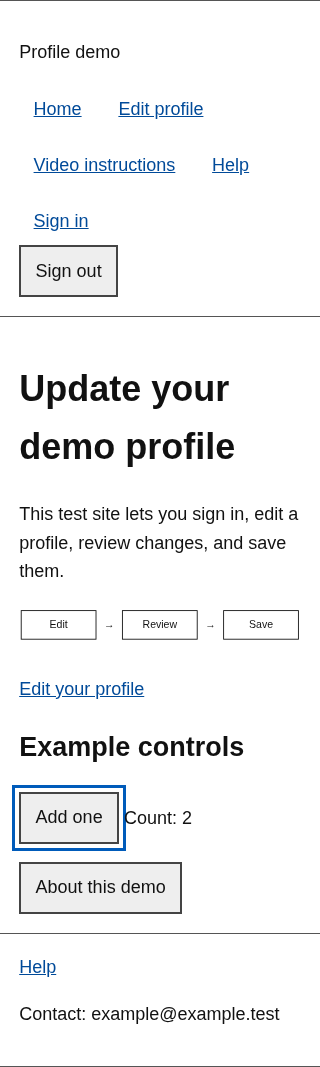 Profile demo
Home Edit profile
Video instructions Help
Sign in
Sign out
Update your
demo profile
This test site lets you sign in, edit a
profile, review changes, and save
them.
Edit → Review → Save
Edit your profile
Example controls
Add one Count: 2
About this demo
Help
Contact: example@example.test